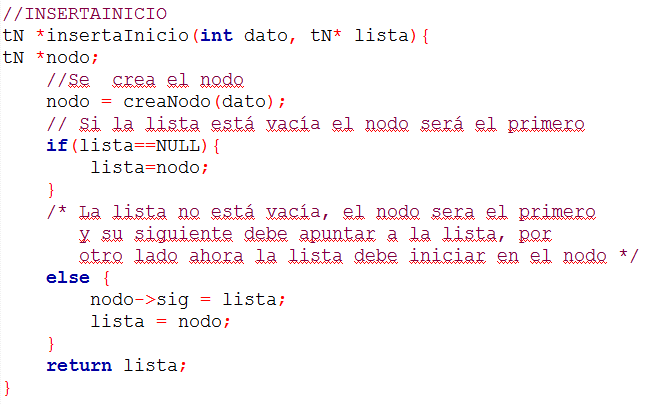 //INSERTAINICIO
tN *insertaInicio(int dato, tN* lista){
tN *nodo;
    //Se  crea el nodo
    nodo = creaNodo(dato);
    // Si la lista está vacía el nodo será el primero
    if(lista==NULL){
        lista=nodo;
    }
    /* La lista no está vacía, el nodo sera el primero
       y su siguiente debe apuntar a la lista, por
       otro lado ahora la lista debe iniciar en el nodo */
    else {
        nodo->sig = lista;
        lista = nodo;
    }
    return lista;
}